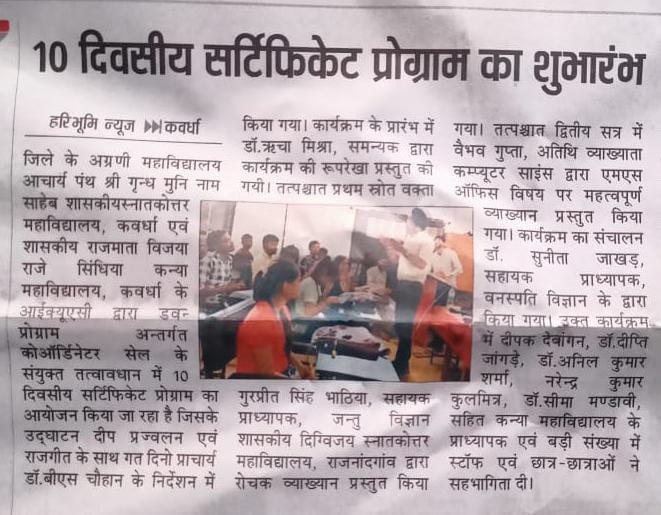 10 दिवसीय सर्टिफिकेट प्रोग्राम का शुभारंभ
हरिभूमि न्यूज ▶▶ कवर्धा
जिले के अग्रणी महाविद्यालय
आचार्य पंथ श्री गृन्ध मुनि नाम
साहेब शासकीयस्नातकोत्तर
महाविद्यालय, कवर्धा एवं
शासकीय राजमाता विजया
राजे सिंधिया कन्या
महाविद्यालय, कवर्धा के
आईक्यूएसी द्वारा डवन
प्रोग्राम अन्तर्गत
कोऑर्डिनेटर सेल के
संयुक्त तत्वावधान में 10
दिवसीय सर्टिफिकेट प्रोग्राम का
आयोजन किया जा रहा है जिसके
उद्घाटन दीप प्रज्वलन एवं
राजगीत के साथ गत दिनो प्राचार्य
डॉ.बीएस चौहान के निर्देशन में
किया गया। कार्यक्रम के प्रारंभ में
डॉ.ऋचा मिश्रा, समन्यक द्वारा
कार्यक्रम की रूपरेखा प्रस्तुत की
गयी। तत्पश्चात प्रथम स्रोत वक्ता
गुरप्रीत सिंह भाठिया, सहायक
प्राध्यापक, जन्तु विज्ञान
शासकीय दिग्विजय स्नातकोत्तर
महाविद्यालय, राजनांदगांव द्वारा
रोचक व्याख्यान प्रस्तुत किया
गया। तत्पश्चात द्वितीय सत्र में
वैभव गुप्ता, अतिथि व्याख्याता
कम्प्यूटर साइंस द्वारा एमएस
ऑफिस विषय पर महत्वपूर्ण
व्याख्यान प्रस्तुत किया
गया। कार्यक्रम का संचालन
डॉ. सुनीता जाखड़,
सहायक प्राध्यापक,
वनस्पति विज्ञान के द्वारा
किया गया। उक्त कार्यक्रम
में दीपक देवांगन, डॉ.दीप्ति
जांगड़े, डॉ.अनिल कुमार
शर्मा, नरेन्द्र कुमार
कुलमित्र, डॉ.सीमा मण्डावी,
सहित कन्या महाविद्यालय के
प्राध्यापक एवं बड़ी संख्या में
स्टॉफ एवं छात्र-छात्राओं ने
सहभागिता दी।